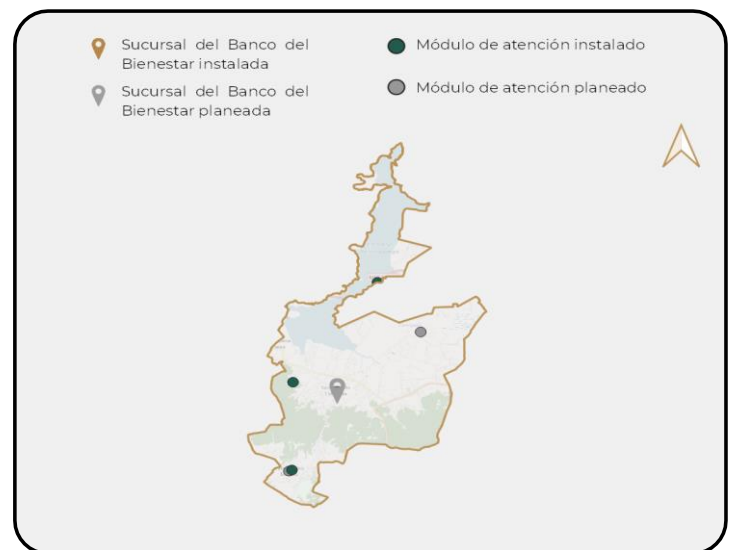 Sucursal del Banco del
Bienestar instalada
Módulo de atención instalado
Sucursal del Banco del
Bienestar planeada
Módulo de atención planeado